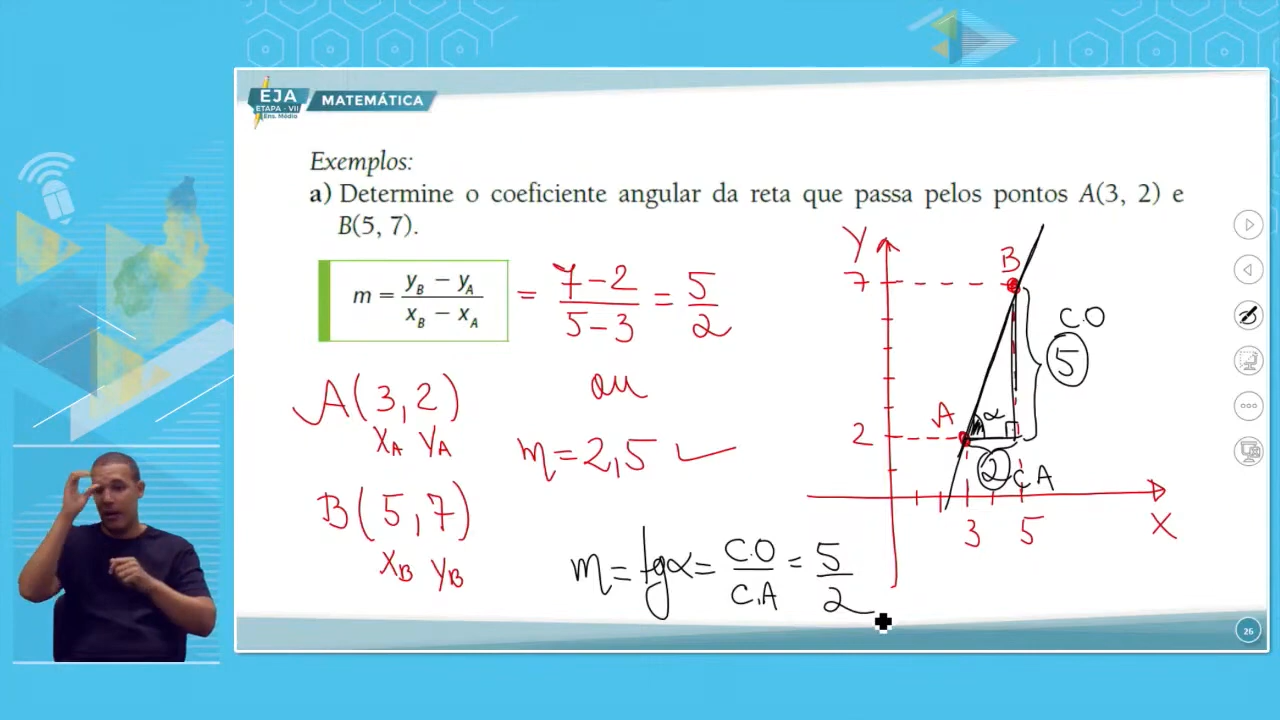 EJA
ETAPA - VII
Ens. Médio
MATEMÁTICA
Exemplos:
a) Determine o coeficiente angular da reta que passa pelos pontos A(3, 2) e
B(5, 7).
m = (y_B − y_A)/(x_B − x_A) = (7−2)/(5−3) = 5/2
A(3,2)
X_A Y_A
ou
m=2,5
B(5,7)
X_B Y_B
m = tg α = C.O/C.A = 5/2
Y
7
B
C.O
5
A
α
2
2
CA
3
5
X
26